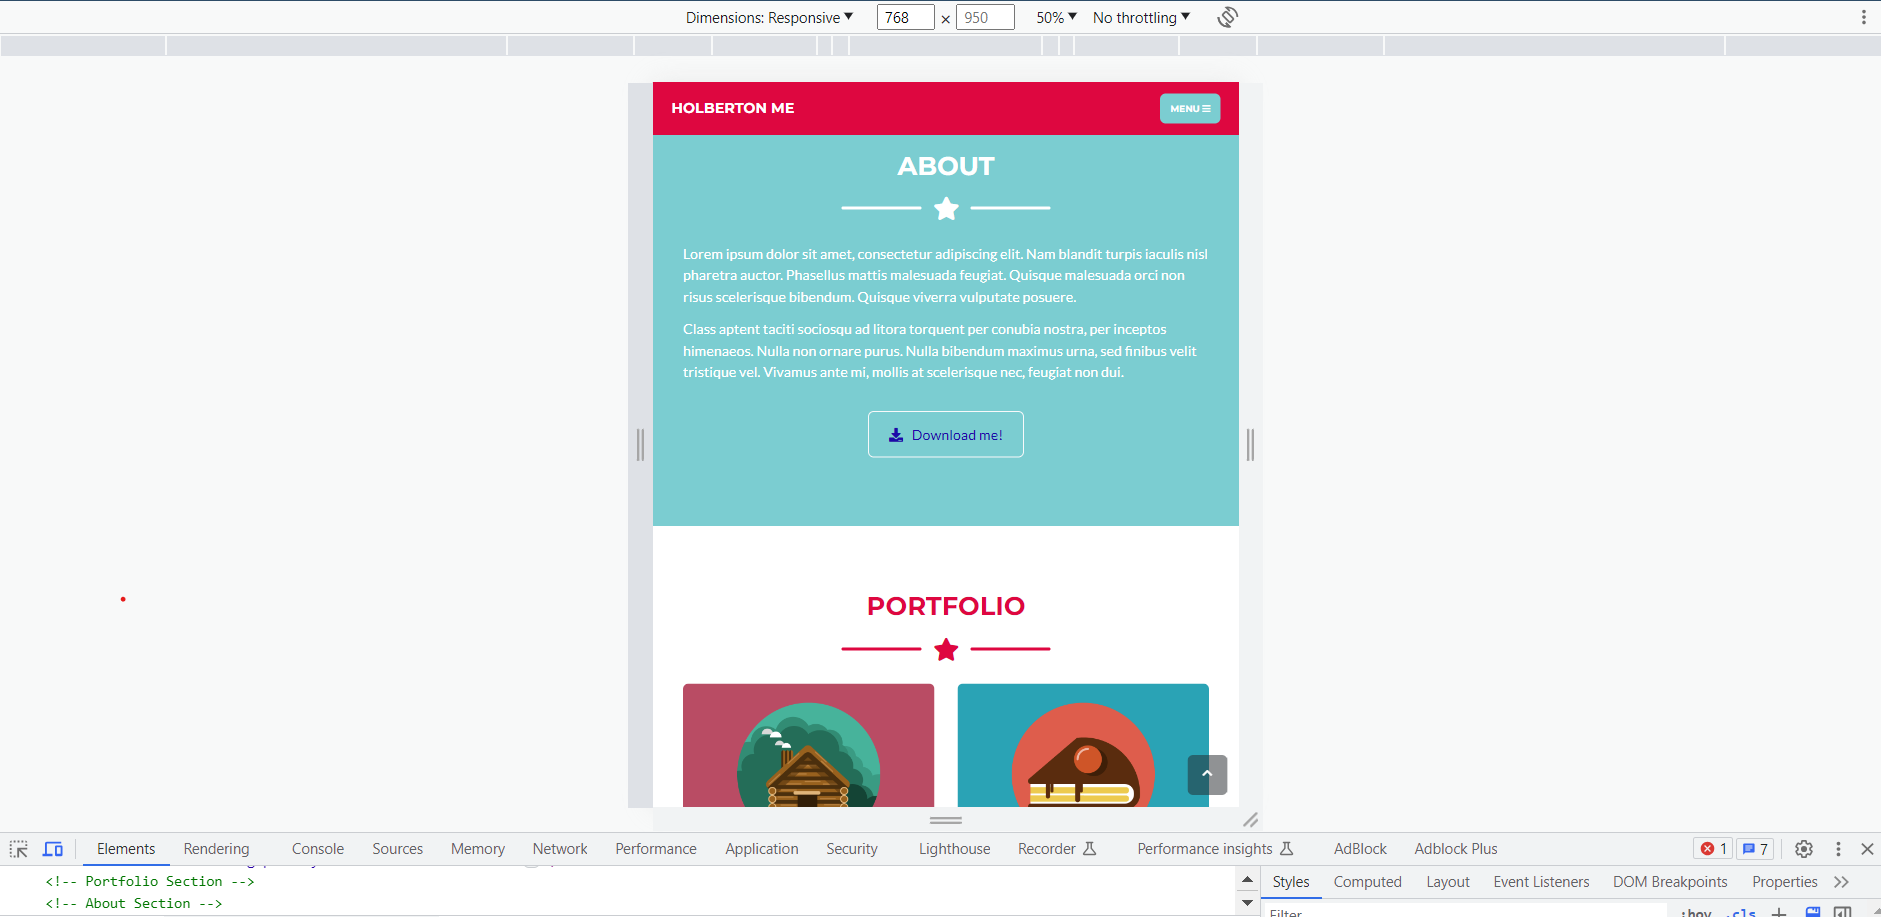 Dimensions: Responsive 768 × 950 50% No throttling
HOLBERTON ME
MENU
ABOUT
Lorem ipsum dolor sit amet, consectetur adipiscing elit. Nam blandit turpis iaculis nisl
pharetra auctor. Phasellus mattis malesuada feugiat. Quisque malesuada orci non
risus scelerisque bibendum. Quisque viverra vulputate posuere.
Class aptent taciti sociosqu ad litora torquent per conubia nostra, per inceptos
himenaeos. Nulla non ornare purus. Nulla bibendum maximus urna, sed finibus velit
tristique vel. Vivamus ante mi, mollis at scelerisque nec, feugiat non dui.
Download me!
PORTFOLIO
Elements Rendering Console Sources Memory Network Performance Application Security Lighthouse Recorder Performance insights AdBlock Adblock Plus 1 7
<!-- Portfolio Section -->
<!-- About Section -->
Styles Computed Layout Event Listeners DOM Breakpoints Properties
Filter :hov .cls